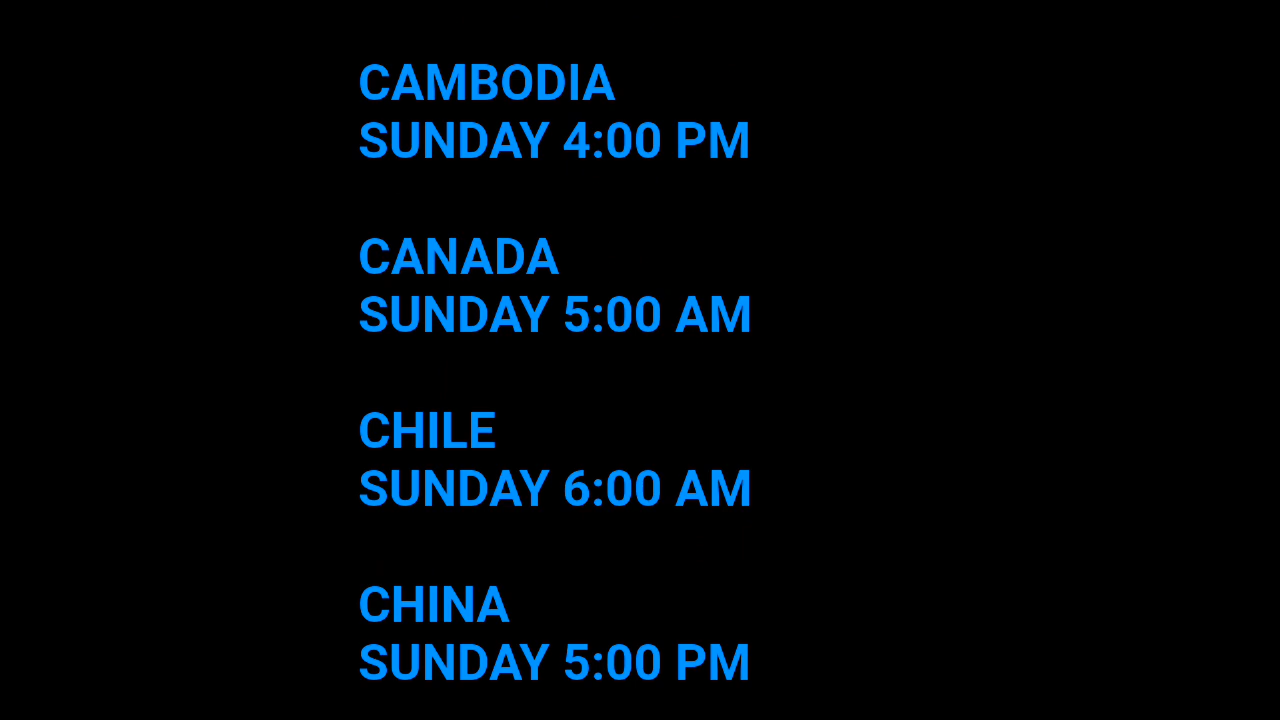 CAMBODIA
SUNDAY 4:00 PM
CANADA
SUNDAY 5:00 AM
CHILE
SUNDAY 6:00 AM
CHINA
SUNDAY 5:00 PM